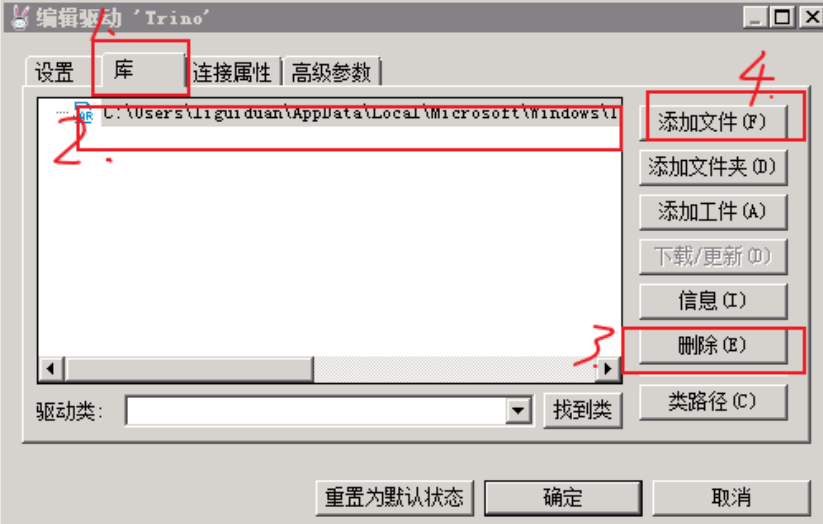 编辑驱动 'Trino'
1.
设置 库 连接属性 高级参数
4.
C:\Users\liguiduan\AppData\Local\Microsoft\Windows\I
2.
添加文件(F)
添加文件夹(D)
添加工件(A)
下载/更新(D)
信息(I)
3.
删除(E)
类路径(C)
驱动类: 找到类
重置为默认状态 确定 取消